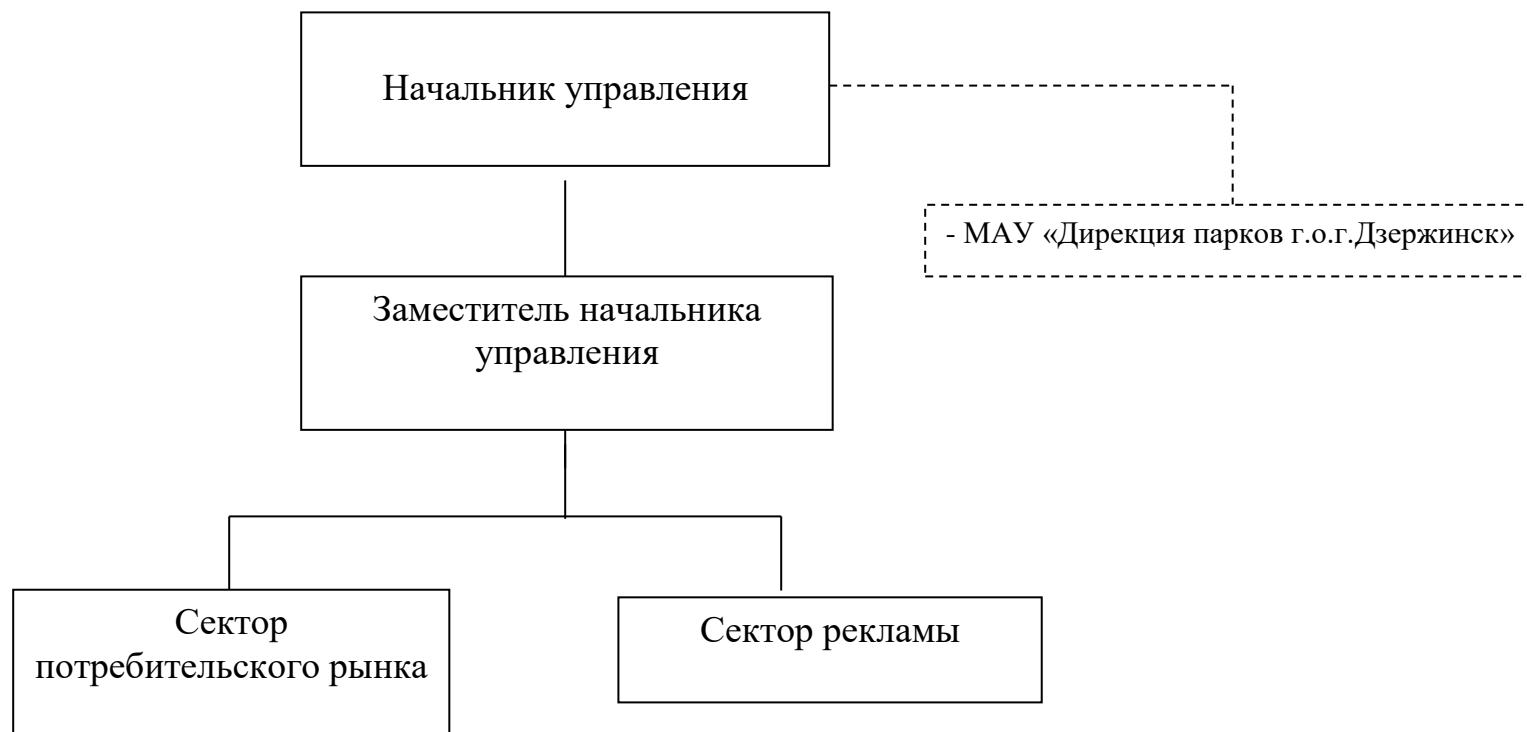 Начальник управления
- МАУ «Дирекция парков г.о.г.Дзержинск»
Заместитель начальника
управления
Сектор
потребительского рынка
Сектор рекламы